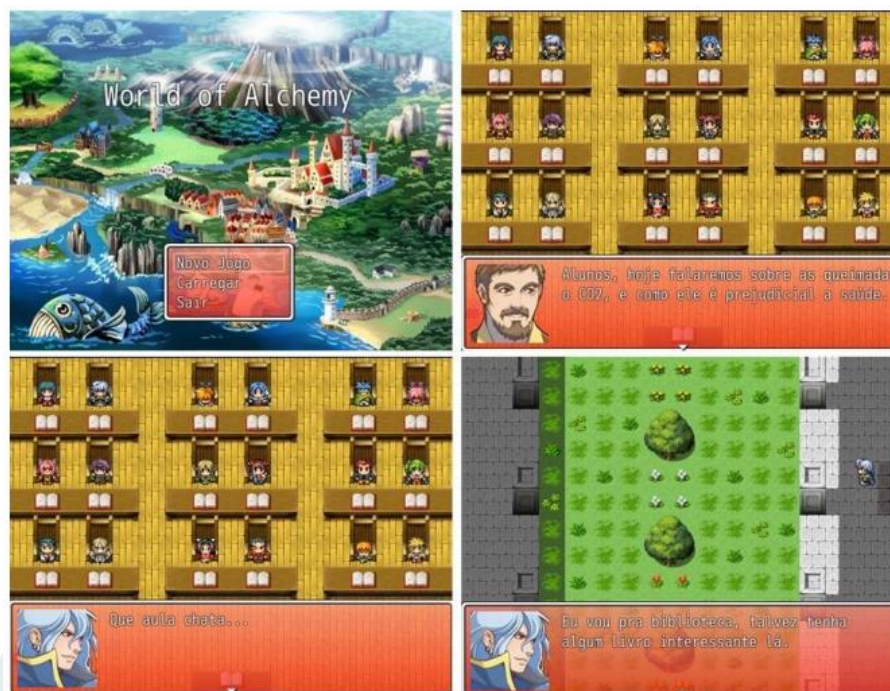 World of Alchemy
Novo Jogo
Carregar
Sair
Alunos, hoje falaremos sobre as queimada
o CO2, e como ele é prejudicial a saúde
Que aula chata...
Eu vou pra biblioteca, talvez tenha
algum livro interessante lá.